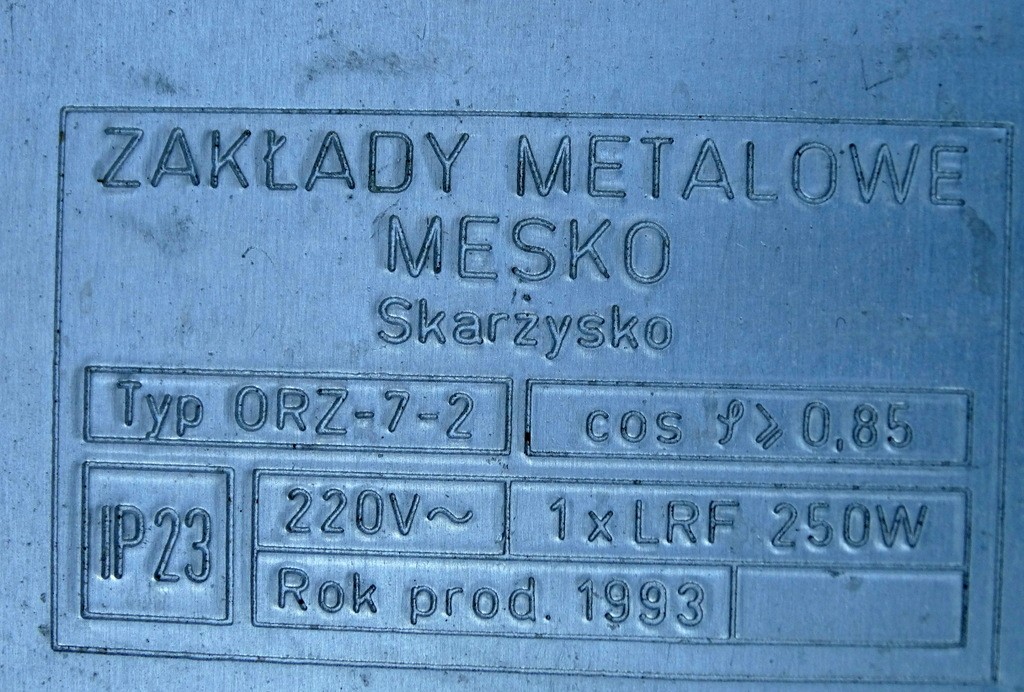 ZAKŁADY METALOWE
MESKO
Skarżysko
Typ ORZ-7-2
cos φ ⩾ 0,85
IP23
220V~
1 x LRF 250W
Rok prod. 1993